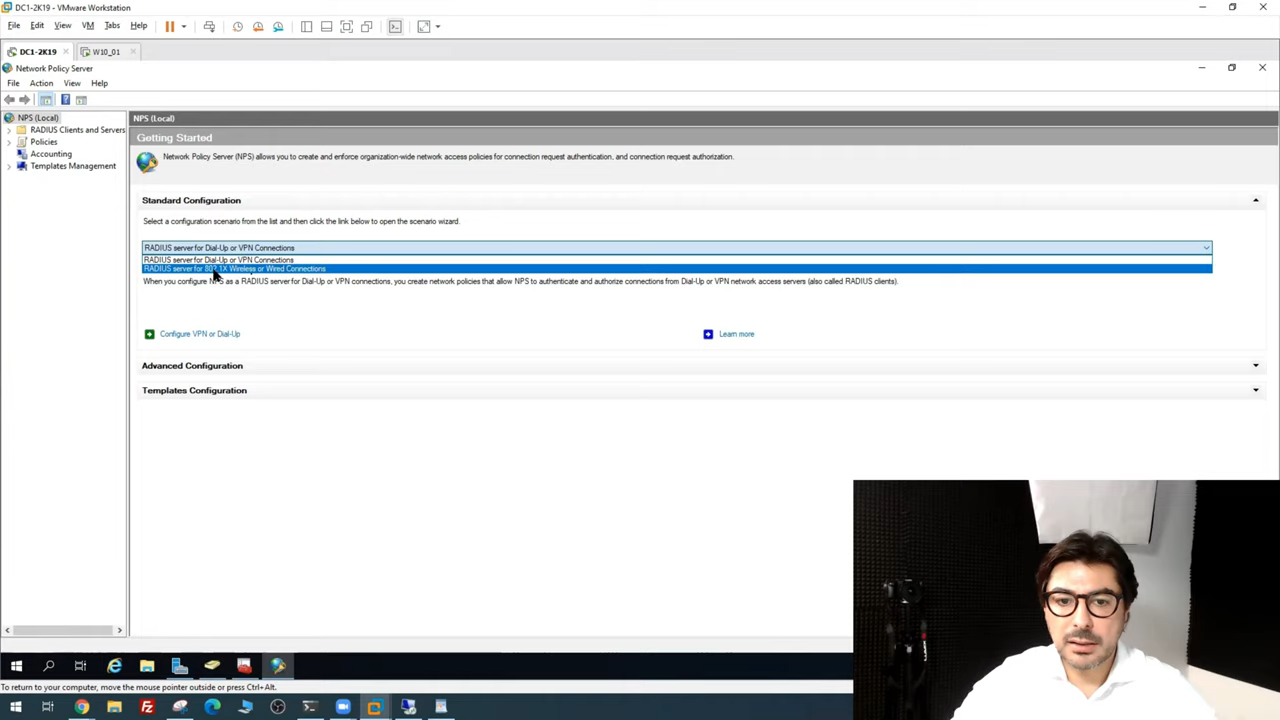 DC1-2K19 - VMware Workstation
File Edit View VM Tabs Help
DC1-2K19 W10_01
Network Policy Server
File Action View Help
NPS (Local)
RADIUS Clients and Servers
Policies
Accounting
Templates Management
NPS (Local)
Getting Started
Network Policy Server (NPS) allows you to create and enforce organization-wide network access policies for connection request authentication, and connection request authorization.
Standard Configuration
Select a configuration scenario from the list and then click the link below to open the scenario wizard.
RADIUS server for Dial-Up or VPN Connections
RADIUS server for Dial-Up or VPN Connections
RADIUS server for 802.1X Wireless or Wired Connections
When you configure NPS as a RADIUS server for Dial-Up or VPN connections, you create network policies that allow NPS to authenticate and authorize connections from Dial-Up or VPN network access servers (also called RADIUS clients).
Configure VPN or Dial-Up Learn more
Advanced Configuration
Templates Configuration
To return to your computer, move the mouse pointer outside or press Ctrl+Alt.